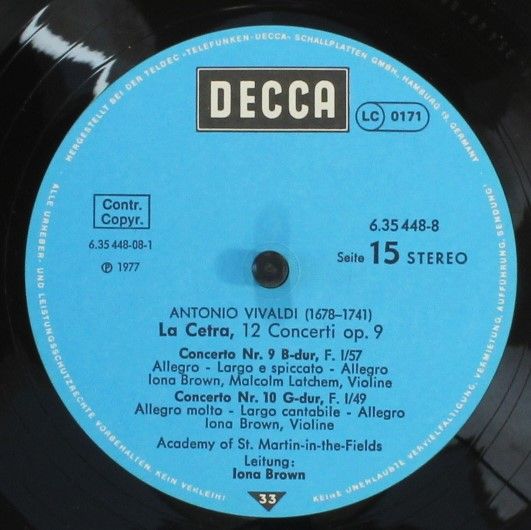 HERGESTELLT BEI DER TELDEC »TELEFUNKEN-DECCA« SCHALLPLATTEN GMBH., HAMBURG 19, GERMANY
DECCA
LC 0171
Contr.
Copyr.
6.35 448-08-1
℗ 1977
6.35 448-8
Seite 15 STEREO
ANTONIO VIVALDI (1678–1741)
La Cetra, 12 Concerti op. 9
Concerto Nr. 9 B-dur, F. I/57
Allegro - Largo e spiccato - Allegro
Iona Brown, Malcolm Latchem, Violine
Concerto Nr. 10 G-dur, F. I/49
Allegro molto - Largo cantabile - Allegro
Iona Brown, Violine
Academy of St. Martin-in-the-Fields
Leitung:
Iona Brown
33
ALLE URHEBER- UND LEISTUNGSSCHUTZRECHTE VORBEHALTEN. KEIN VERLEIH!
KEINE UNERLAUBTE VERVIELFÄLTIGUNG, VERMIETUNG, AUFFÜHRUNG, SENDUNG!